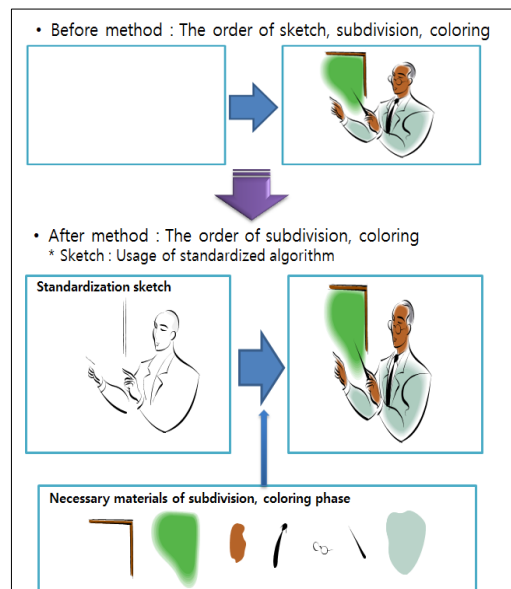 • Before method : The order of sketch, subdivision, coloring
• After method : The order of subdivision, coloring
* Sketch : Usage of standardized algorithm
Standardization sketch
Necessary materials of subdivision, coloring phase